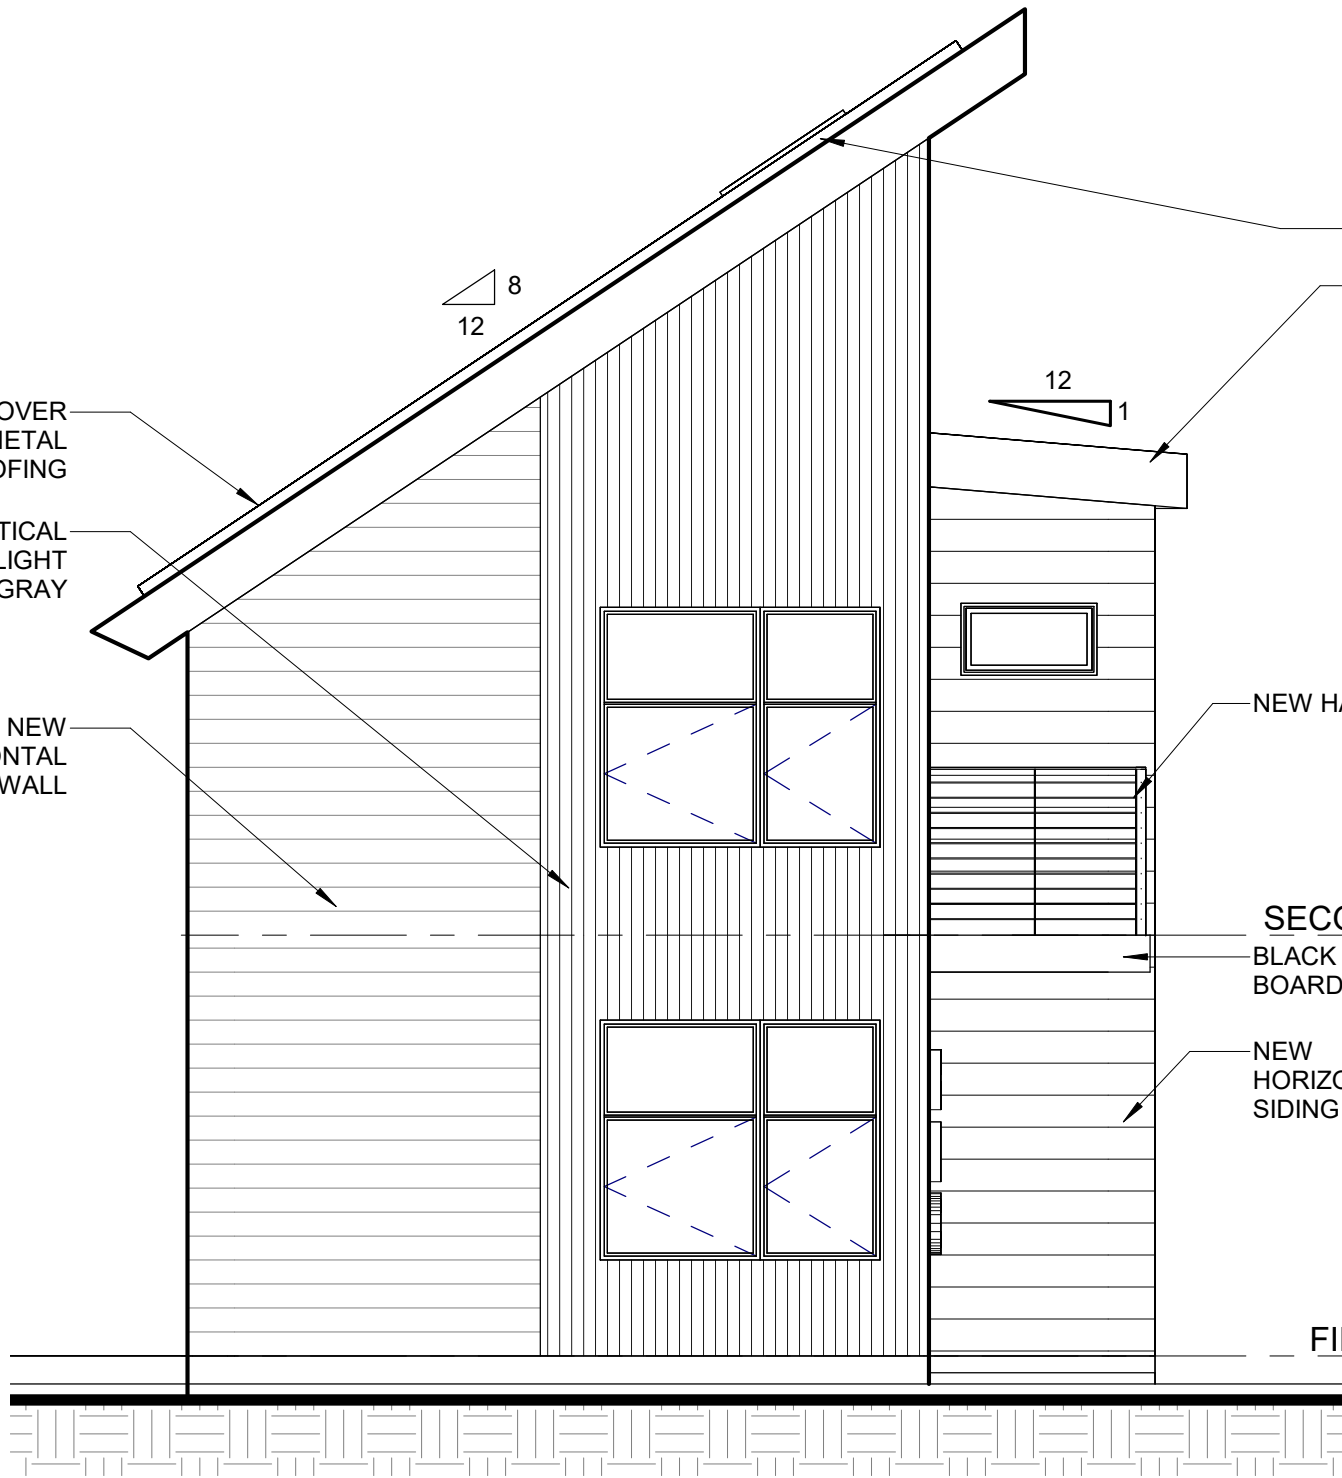 8
12
12
1
OVER
METAL
OFING
TICAL
LIGHT
GRAY
NEW
ONTAL
WALL
NEW HA
SECO
BLACK
BOARD
NEW
HORIZO
SIDING
FI